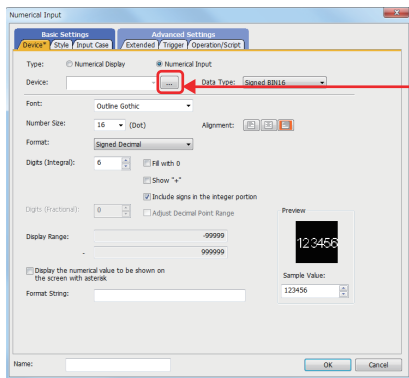 Numerical Input
Basic Settings Advanced Settings
Device* Style Input Case Extended Trigger Operation/Script
Type: Numerical Display Numerical Input
Device: ... Data Type: Signed BIN16
Font: Outline Gothic
Number Size: 16 (Dot) Alignment:
Format: Signed Decimal
Digits (Integral): 6 Fill with 0
Show "+"
Include signs in the integer portion
Digits (Fractional): 0 Adjust Decimal Point Range
Preview
Display Range: -99999
123456
- 999999
Display the numerical value to be shown on
the screen with asterisk
Sample Value:
Format String:
123456
Name: OK Cancel